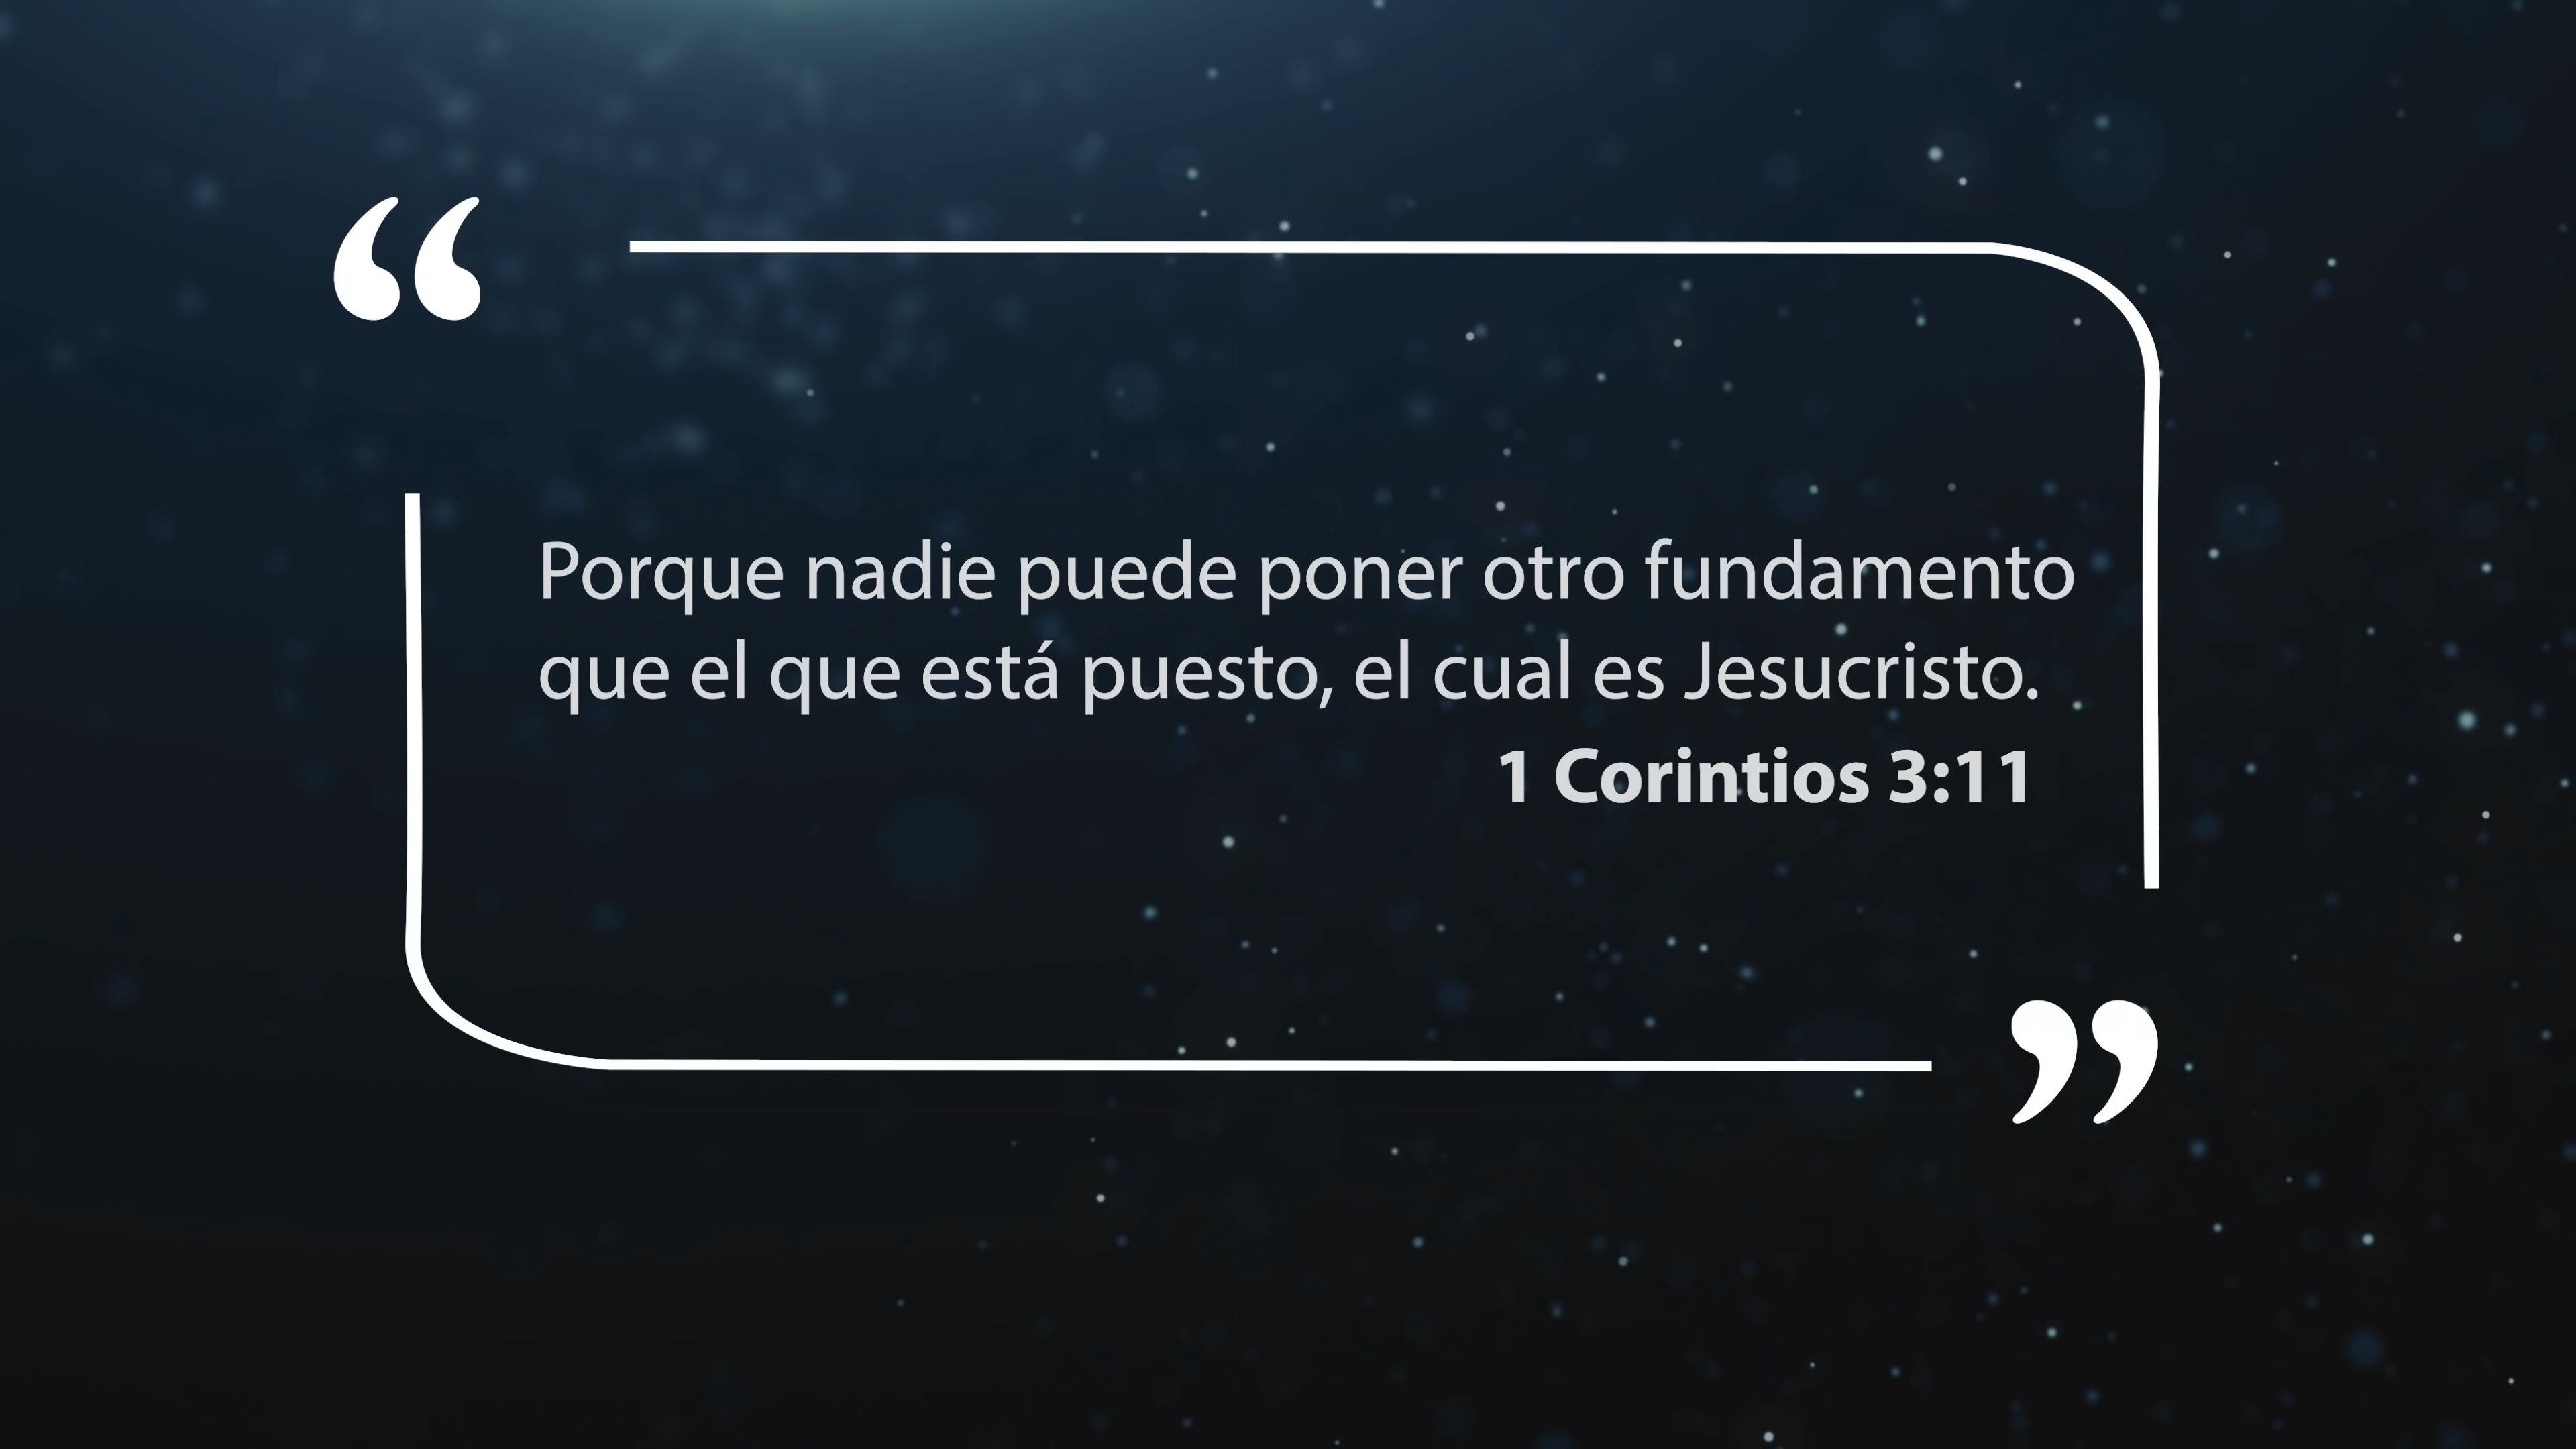 “
Porque nadie puede poner otro fundamento
que el que está puesto, el cual es Jesucristo.
1 Corintios 3:11
”